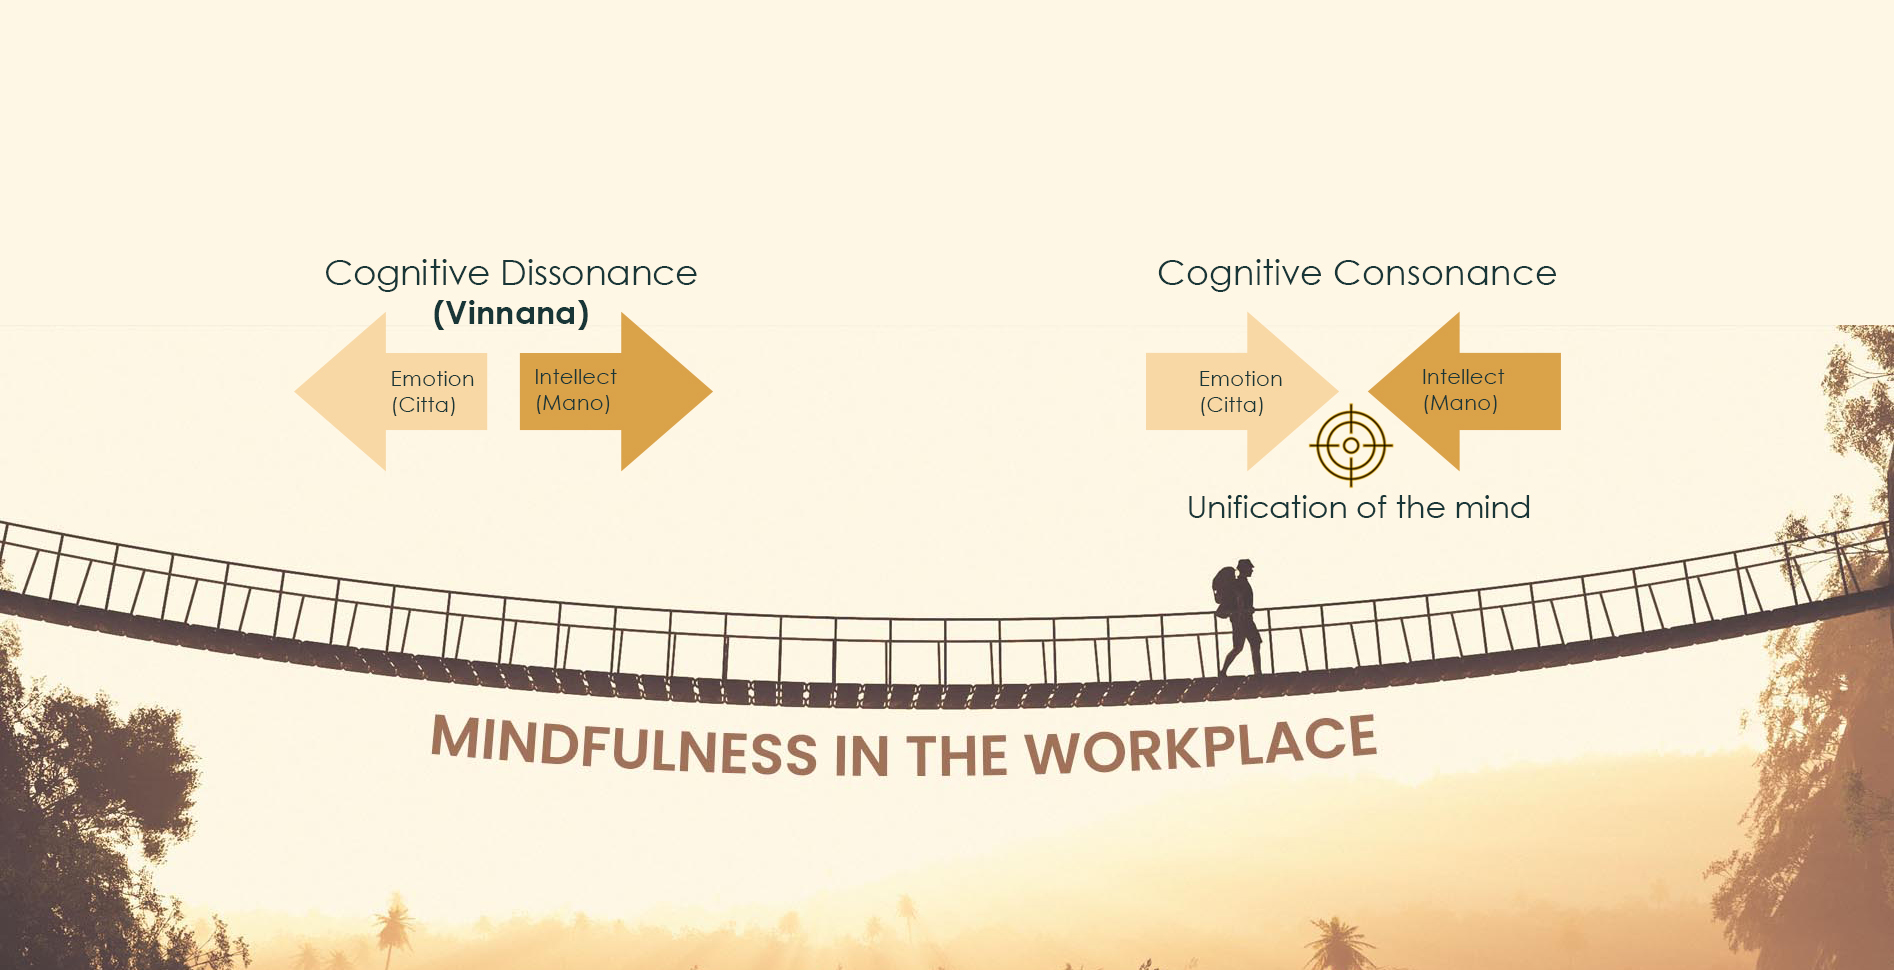 Cognitive Dissonance
(Vinnana)
Emotion
(Citta)
Intellect
(Mano)
Cognitive Consonance
Emotion
(Citta)
Intellect
(Mano)
Unification of the mind
MINDFULNESS IN THE WORKPLACE